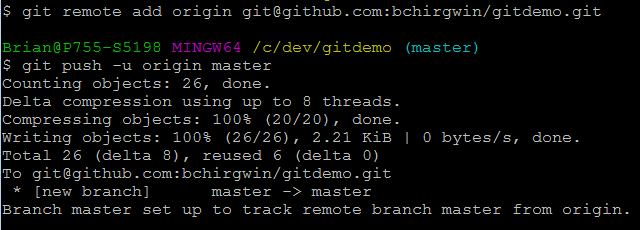 $ git remote add origin git@github.com:bchirgwin/gitdemo.git
Brian@P755-S5198 MINGW64 /c/dev/gitdemo (master)
$ git push -u origin master
Counting objects: 26, done.
Delta compression using up to 8 threads.
Compressing objects: 100% (20/20), done.
Writing objects: 100% (26/26), 2.21 KiB | 0 bytes/s, done.
Total 26 (delta 8), reused 6 (delta 0)
To git@github.com:bchirgwin/gitdemo.git
 * [new branch]      master -> master
Branch master set up to track remote branch master from origin.